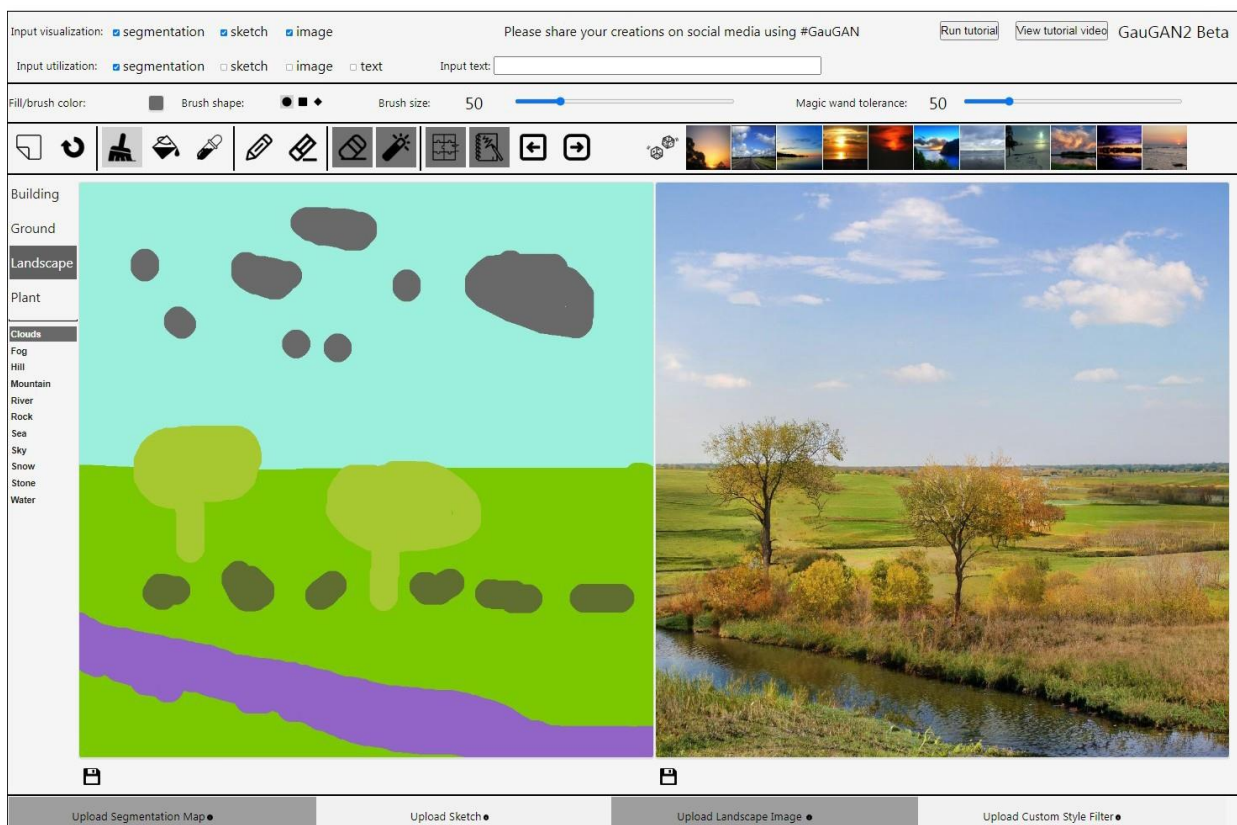 Input visualization: segmentation sketch image Please share your creations on social media using #GauGAN Run tutorial View tutorial video GauGAN2 Beta
Input utilization: segmentation sketch image text Input text:
Fill/brush color: Brush shape: Brush size: 50 Magic wand tolerance: 50
Building
Ground
Landscape
Plant
Clouds
Fog
Hill
Mountain
River
Rock
Sea
Sky
Snow
Stone
Water
Upload Segmentation Map Upload Sketch Upload Landscape Image Upload Custom Style Filter